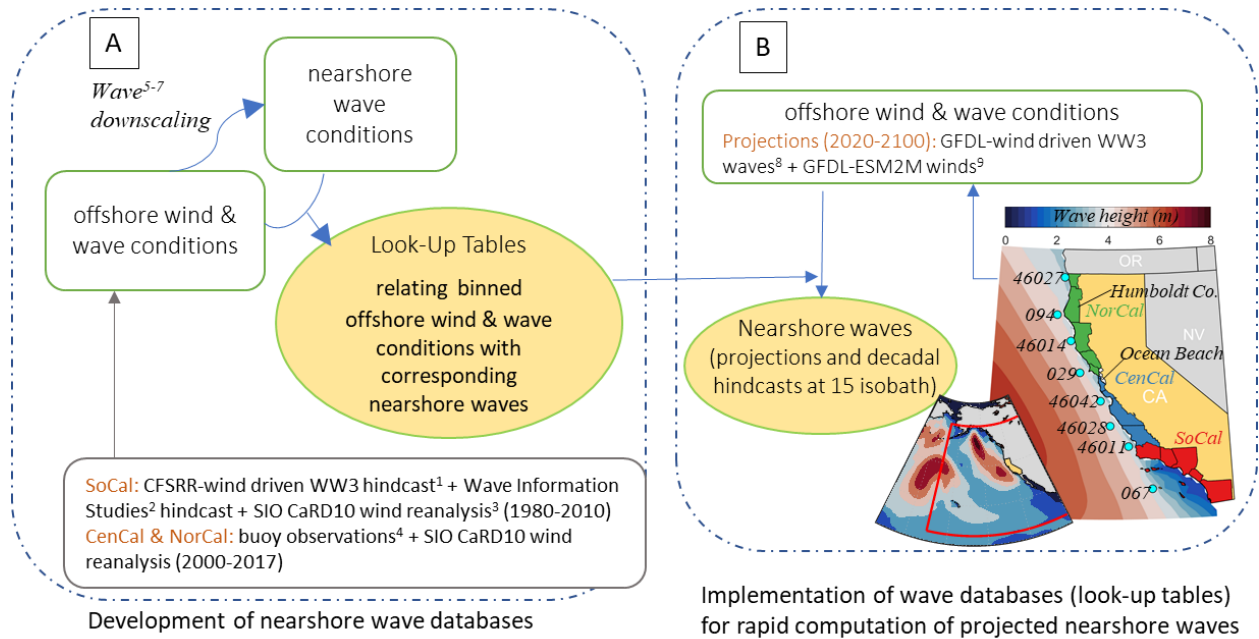 A
Wave5-7
downscaling
nearshore
wave
conditions
offshore wind &
wave conditions
Look-Up Tables
relating binned
offshore wind & wave
conditions with
corresponding
nearshore waves
SoCal: CFSRR-wind driven WW3 hindcast1 + Wave Information
Studies2 hindcast + SIO CaRD10 wind reanalysis3 (1980-2010)
CenCal & NorCal: buoy observations4 + SIO CaRD10 wind
reanalysis (2000-2017)
Development of nearshore wave databases
B
offshore wind & wave conditions
Projections (2020-2100): GFDL-wind driven WW3
waves8 + GFDL-ESM2M winds9
Nearshore waves
(projections and decadal
hindcasts at 15 isobath)
Wave height (m)
0 2 4 6 8
OR
46027
Humboldt Co.
094
NorCal
NV
46014
Ocean Beach
029
CenCal
CA
46042
46028
SoCal
46011
067
Implementation of wave databases (look-up tables)
for rapid computation of projected nearshore waves